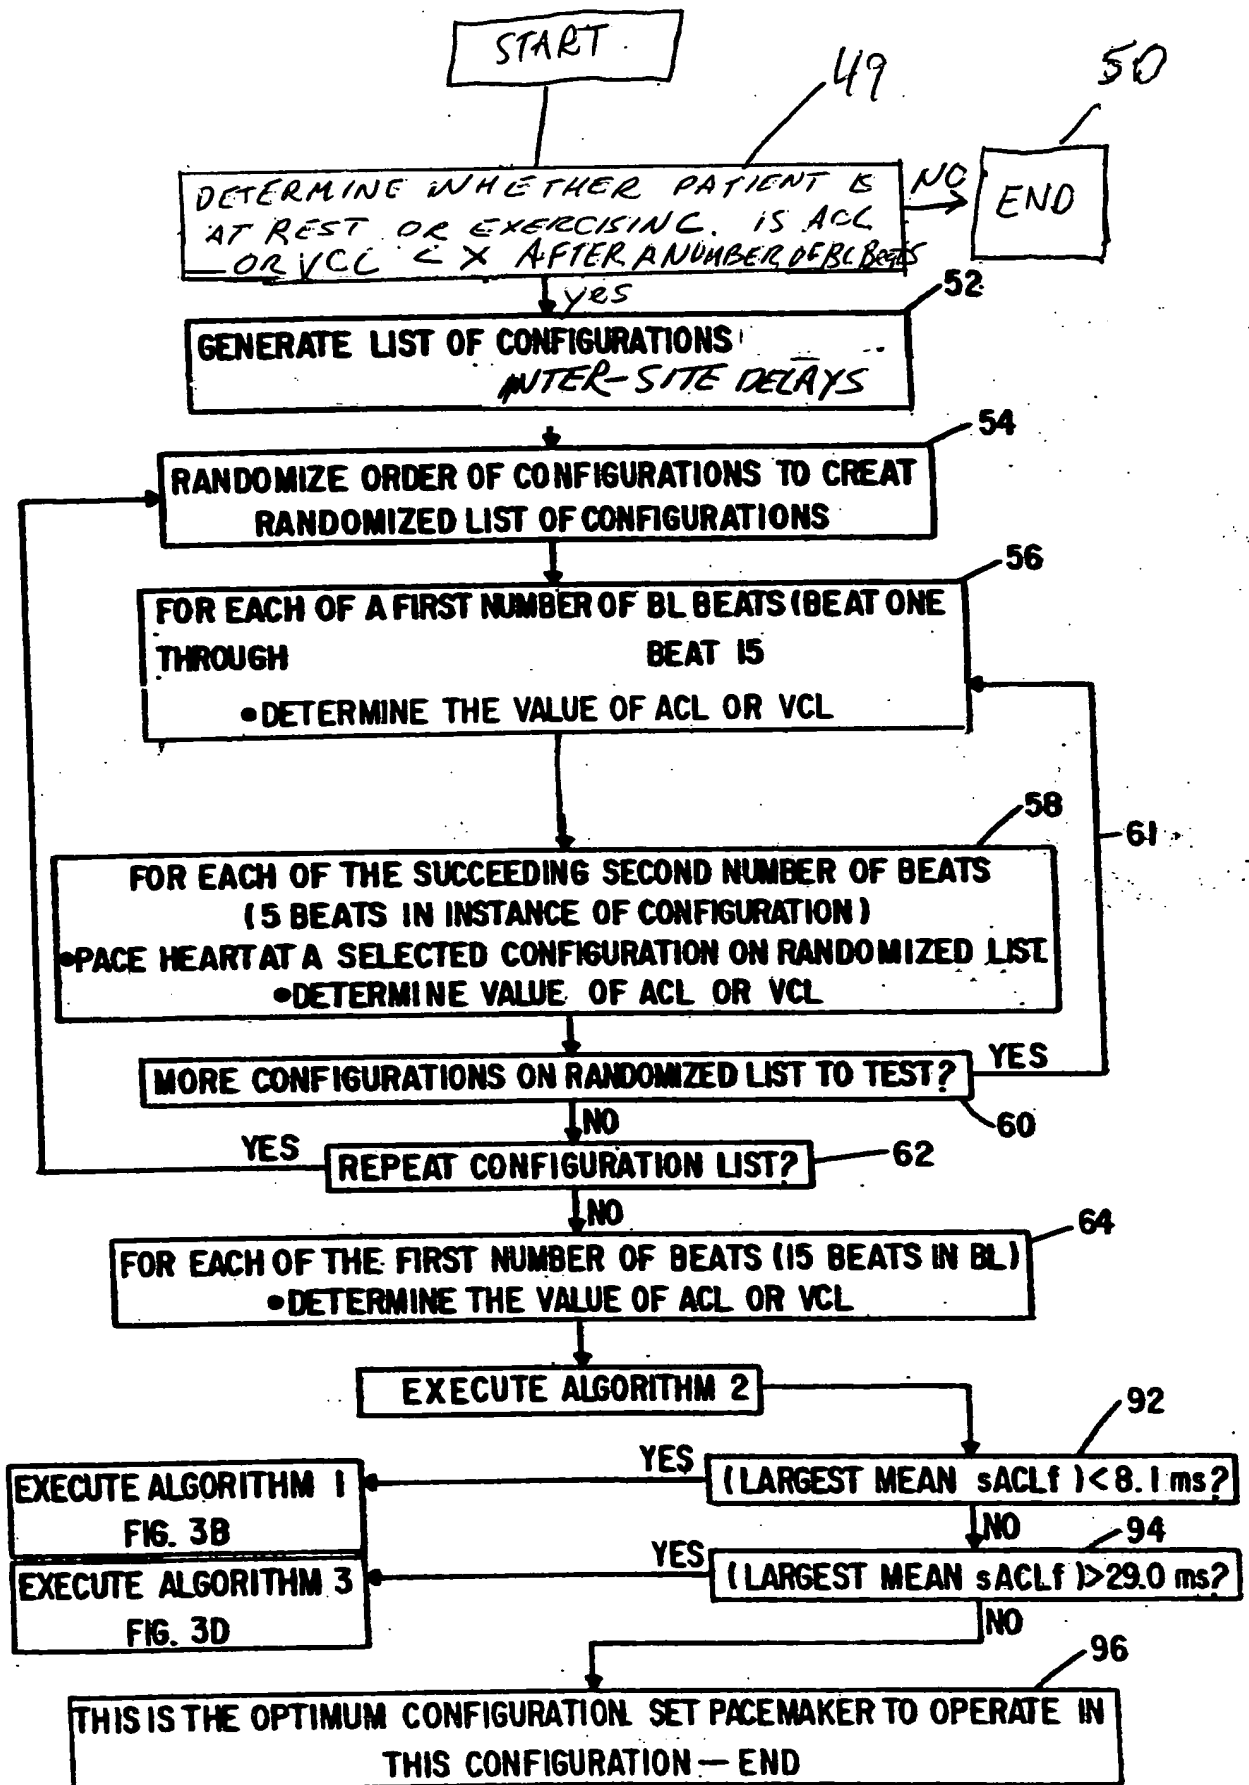 START
49
50
DETERMINE WHETHER PATIENT IS
AT REST OR EXERCISING. IS ACL
OR VCL < X AFTER A NUMBER OF BL BEATS
NO
END
yes
52
GENERATE LIST OF CONFIGURATIONS
INTER-SITE DELAYS
54
RANDOMIZE ORDER OF CONFIGURATIONS TO CREAT
RANDOMIZED LIST OF CONFIGURATIONS
56
FOR EACH OF A FIRST NUMBER OF BL BEATS (BEAT ONE
THROUGH BEAT 15
•DETERMINE THE VALUE OF ACL OR VCL
58
61
FOR EACH OF THE SUCCEEDING SECOND NUMBER OF BEATS
(5 BEATS IN INSTANCE OF CONFIGURATION)
•PACE HEART AT A SELECTED CONFIGURATION ON RANDOMIZED LIST.
•DETERMINE VALUE OF ACL OR VCL
MORE CONFIGURATIONS ON RANDOMIZED LIST TO TEST?
YES
NO
60
YES
REPEAT CONFIGURATION LIST?
62
NO
64
FOR EACH OF THE FIRST NUMBER OF BEATS (15 BEATS IN BL)
•DETERMINE THE VALUE OF ACL OR VCL
EXECUTE ALGORITHM 2
92
YES
(LARGEST MEAN sACLf)<8.1 ms?
EXECUTE ALGORITHM 1
FIG. 3B
NO
94
YES
(LARGEST MEAN sACLf)>29.0 ms?
EXECUTE ALGORITHM 3
FIG. 3D
NO
96
THIS IS THE OPTIMUM CONFIGURATION. SET PACEMAKER TO OPERATE IN
THIS CONFIGURATION — END